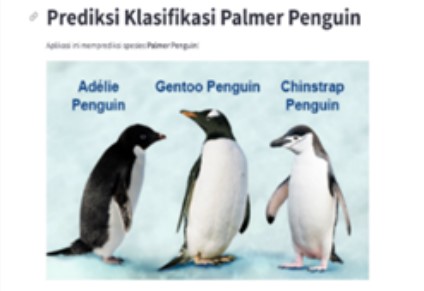 Prediksi Klasifikasi Palmer Penguin
Aplikasi ini memprediksi spesies Palmer Penguin!
Adélie Gentoo Penguin Chinstrap
Penguin Penguin